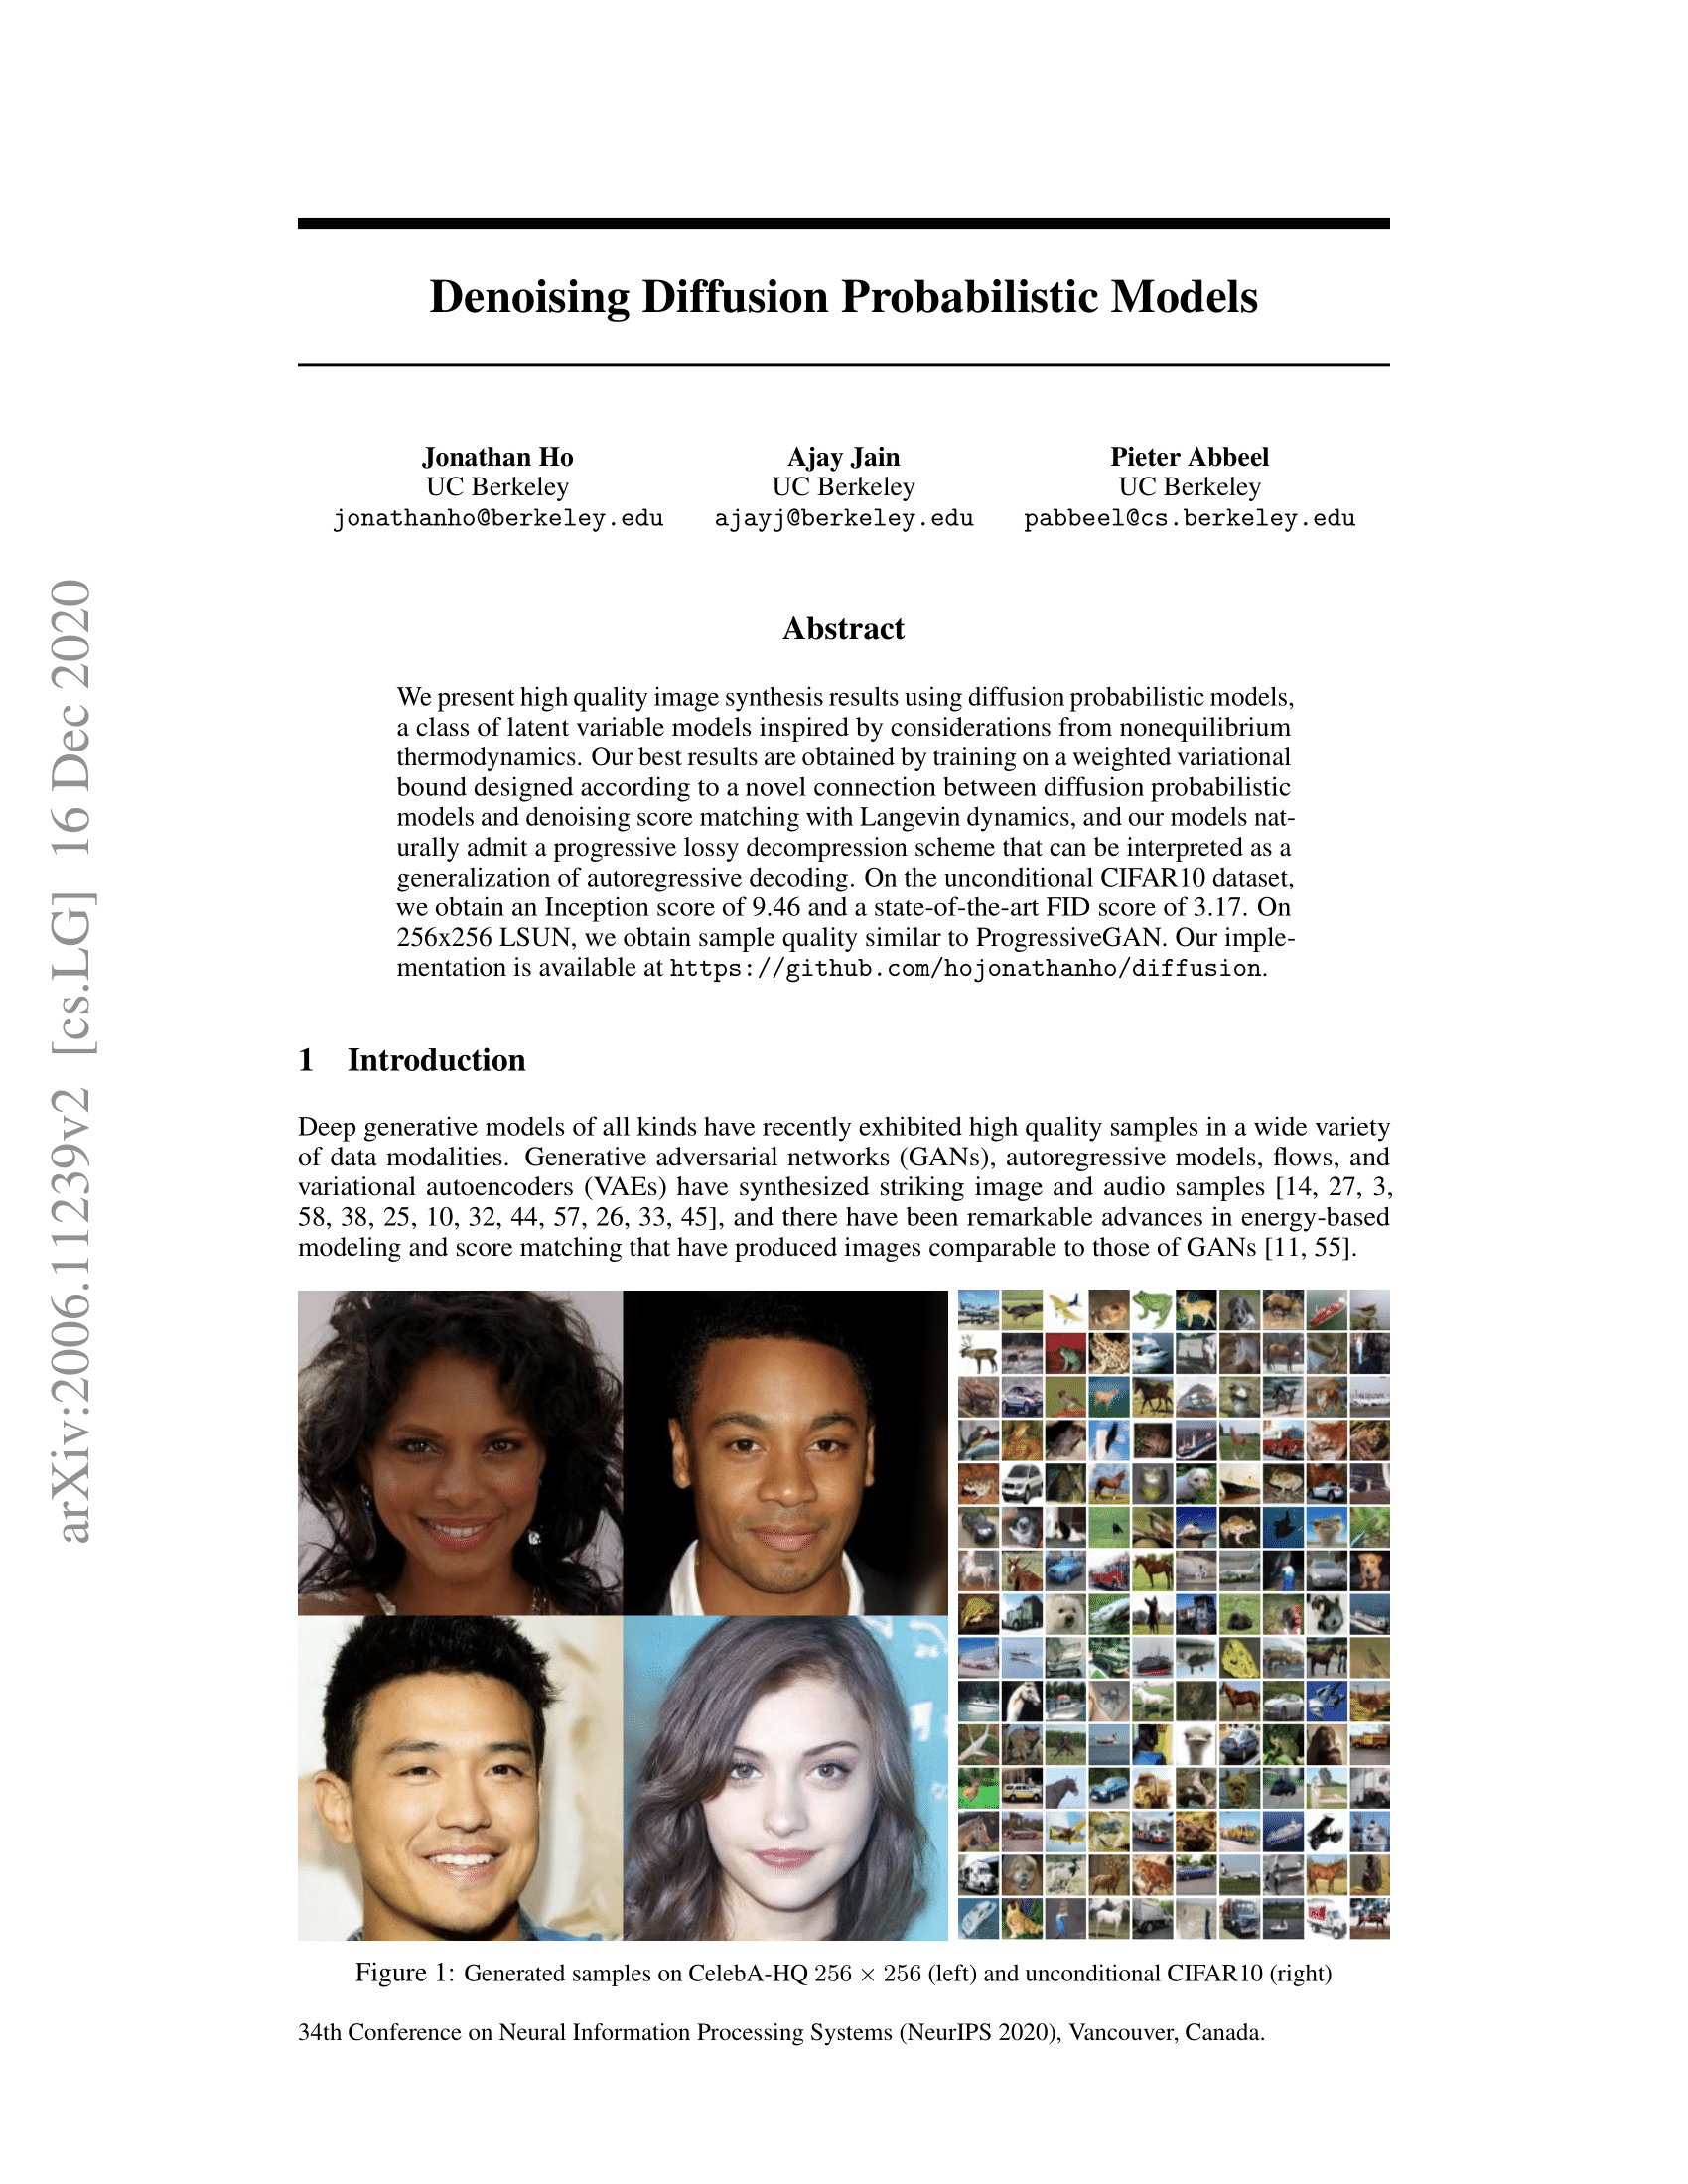 Denoising Diffusion Probabilistic Models
Jonathan Ho
UC Berkeley
jonathanho@berkeley.edu
Ajay Jain
UC Berkeley
ajayj@berkeley.edu
Pieter Abbeel
UC Berkeley
pabbeel@cs.berkeley.edu
Abstract
We present high quality image synthesis results using diffusion probabilistic models,
a class of latent variable models inspired by considerations from nonequilibrium
thermodynamics. Our best results are obtained by training on a weighted variational
bound designed according to a novel connection between diffusion probabilistic
models and denoising score matching with Langevin dynamics, and our models nat-
urally admit a progressive lossy decompression scheme that can be interpreted as a
generalization of autoregressive decoding. On the unconditional CIFAR10 dataset,
we obtain an Inception score of 9.46 and a state-of-the-art FID score of 3.17. On
256x256 LSUN, we obtain sample quality similar to ProgressiveGAN. Our imple-
mentation is available at https://github.com/hojonathanho/diffusion.
1 Introduction
Deep generative models of all kinds have recently exhibited high quality samples in a wide variety
of data modalities. Generative adversarial networks (GANs), autoregressive models, flows, and
variational autoencoders (VAEs) have synthesized striking image and audio samples [14, 27, 3,
58, 38, 25, 10, 32, 44, 57, 26, 33, 45], and there have been remarkable advances in energy-based
modeling and score matching that have produced images comparable to those of GANs [11, 55].
Figure 1: Generated samples on CelebA-HQ 256 × 256 (left) and unconditional CIFAR10 (right)
34th Conference on Neural Information Processing Systems (NeurIPS 2020), Vancouver, Canada.
arXiv:2006.11239v2 [cs.LG] 16 Dec 2020